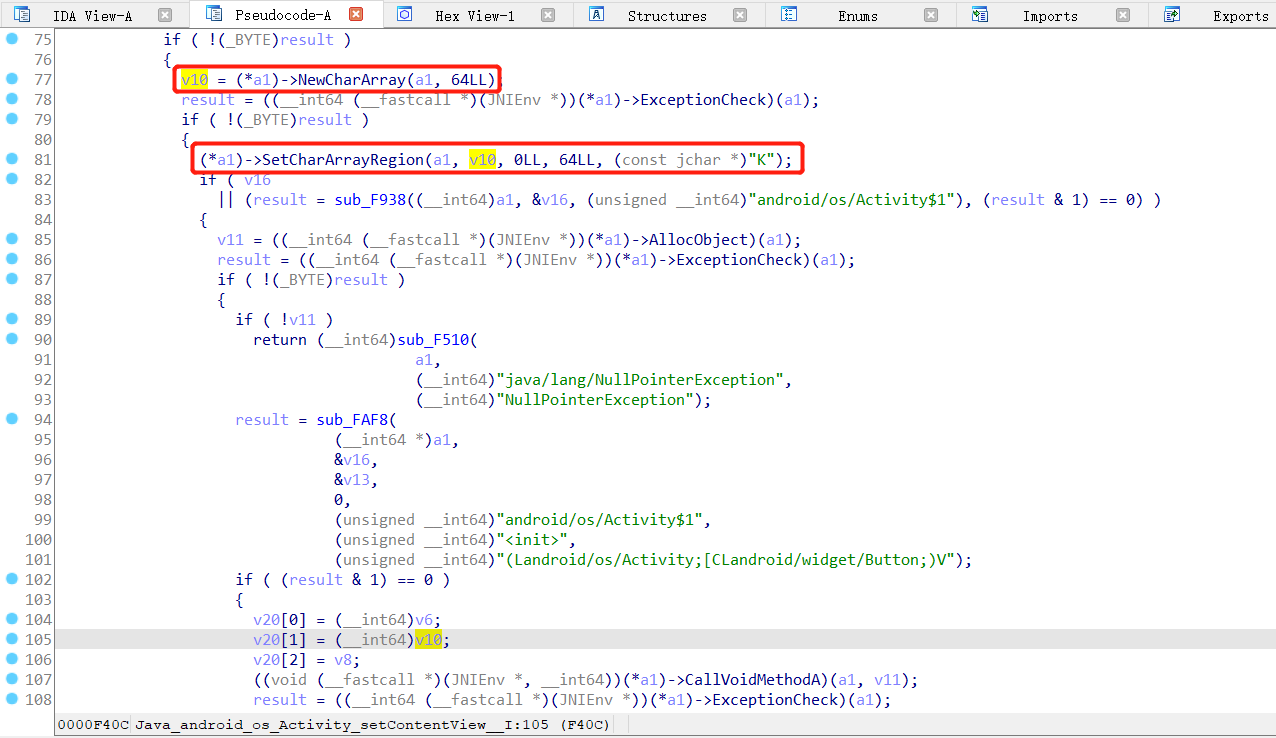 IDA View-A Pseudocode-A Hex View-1 Structures Enums Imports Exports
75 if ( !(_BYTE)result )
76 {
77 v10 = (*a1)->NewCharArray(a1, 64LL)
78 result = ((__int64 (__fastcall *)(JNIEnv *))(*a1)->ExceptionCheck)(a1);
79 if ( !(_BYTE)result )
80 {
81 (*a1)->SetCharArrayRegion(a1, v10, 0LL, 64LL, (const jchar *)"K");
82 if ( v16
83 || (result = sub_F938((__int64)a1, &v16, (unsigned __int64)"android/os/Activity$1"), (result & 1) == 0) )
84 {
85 v11 = ((__int64 (__fastcall *)(JNIEnv *))(*a1)->AllocObject)(a1);
86 result = ((__int64 (__fastcall *)(JNIEnv *))(*a1)->ExceptionCheck)(a1);
87 if ( !(_BYTE)result )
88 {
89 if ( !v11 )
90 return (__int64)sub_F510(
91 a1,
92 (__int64)"java/lang/NullPointerException",
93 (__int64)"NullPointerException");
94 result = sub_FAF8(
95 (__int64 *)a1,
96 &v16,
97 &v13,
98 0,
99 (unsigned __int64)"android/os/Activity$1",
100 (unsigned __int64)"<init>",
101 (unsigned __int64)"(Landroid/os/Activity;[CLandroid/widget/Button;)V");
102 if ( (result & 1) == 0 )
103 {
104 v20[0] = (__int64)v6;
105 v20[1] = (__int64)v10;
106 v20[2] = v8;
107 ((void (__fastcall *)(JNIEnv *, __int64))(*a1)->CallVoidMethodA)(a1, v11);
108 result = ((__int64 (__fastcall *)(JNIEnv *))(*a1)->ExceptionCheck)(a1);
0000F40C Java_android_os_Activity_setContentView__I:105 (F40C)